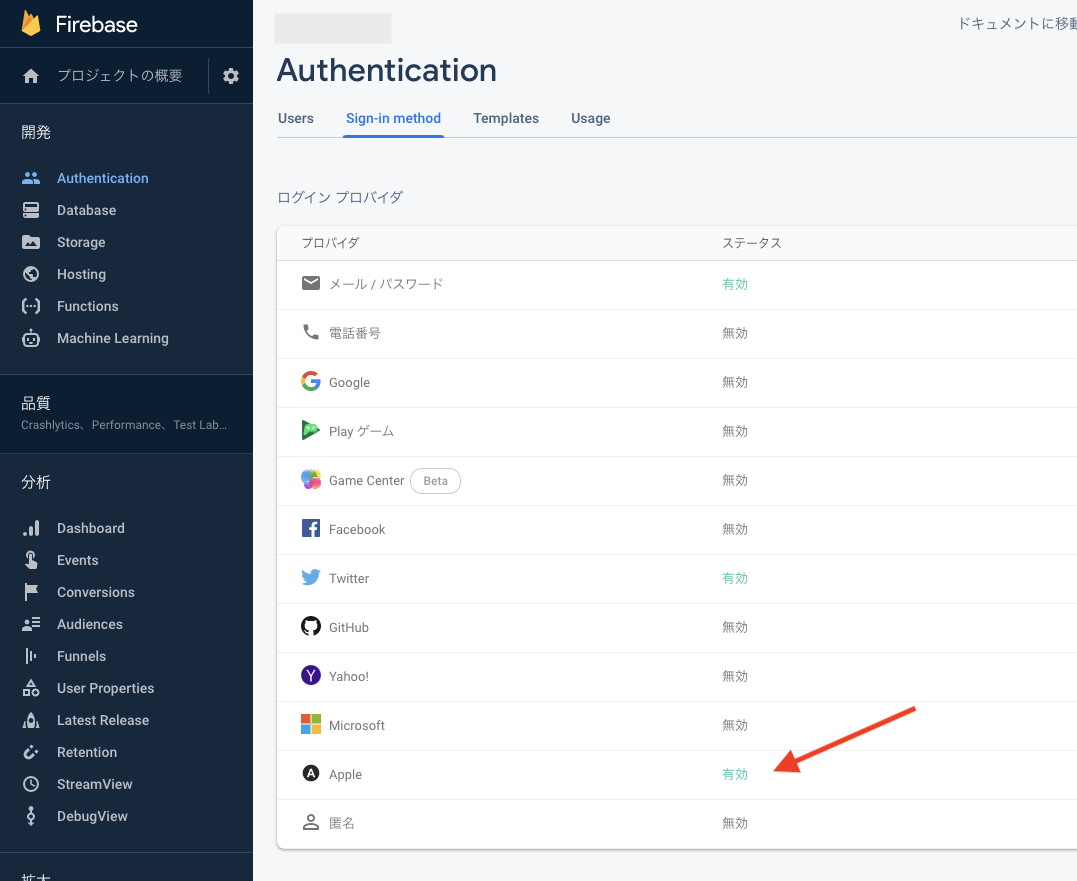 Firebase
ドキュメントに移動
プロジェクトの概要
Authentication
Users Sign-in method Templates Usage
開発
Authentication
Database
Storage
Hosting
Functions
Machine Learning
品質
Crashlytics、Performance、Test Lab...
分析
Dashboard
Events
Conversions
Audiences
Funnels
User Properties
Latest Release
Retention
StreamView
DebugView
拡大
ログイン プロバイダ
プロバイダ ステータス
メール / パスワード 有効
電話番号 無効
Google 無効
Play ゲーム 無効
Game Center Beta 無効
Facebook 無効
Twitter 有効
GitHub 無効
Yahoo! 無効
Microsoft 無効
Apple 有効
匿名 無効